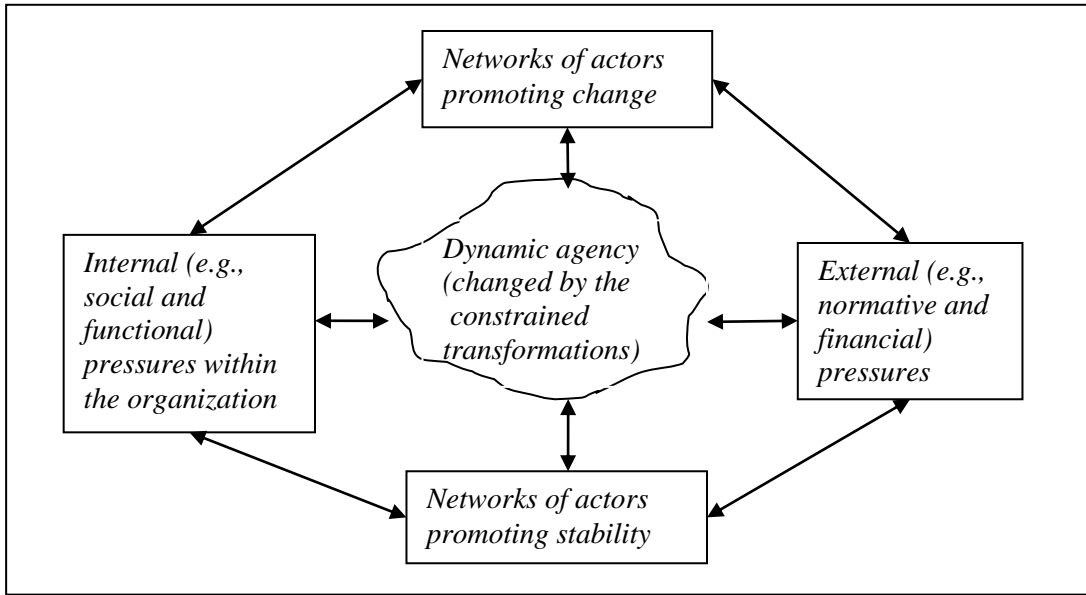 Networks of actors
promoting change
Internal (e.g.,
social and
functional)
pressures within
the organization
Dynamic agency
(changed by the
constrained
transformations)
External (e.g.,
normative and
financial)
pressures
Networks of actors
promoting stability